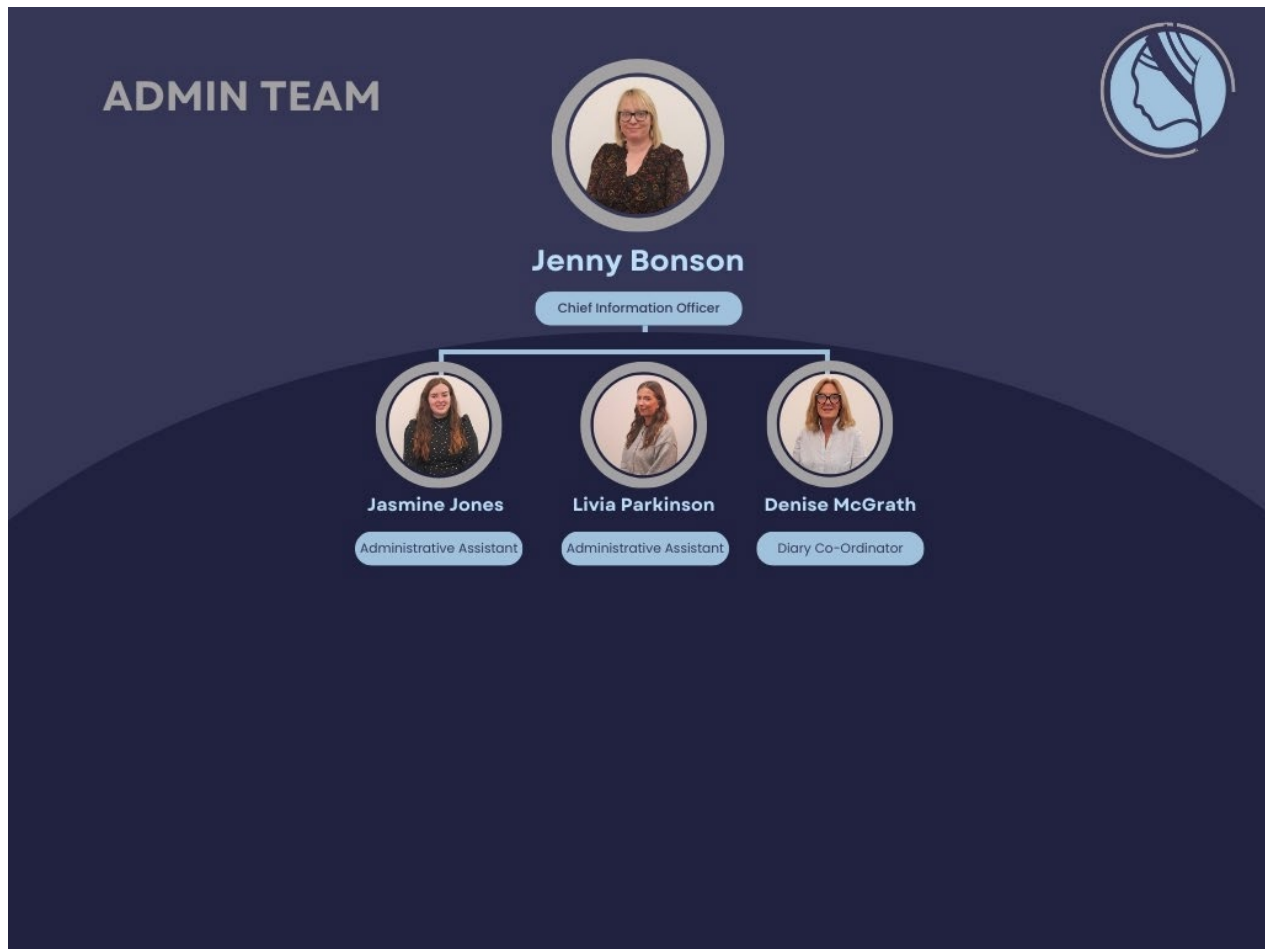 ADMIN TEAM
Jenny Bonson
Chief Information Officer
Jasmine Jones
Livia Parkinson
Denise McGrath
Administrative Assistant
Administrative Assistant
Diary Co-Ordinator